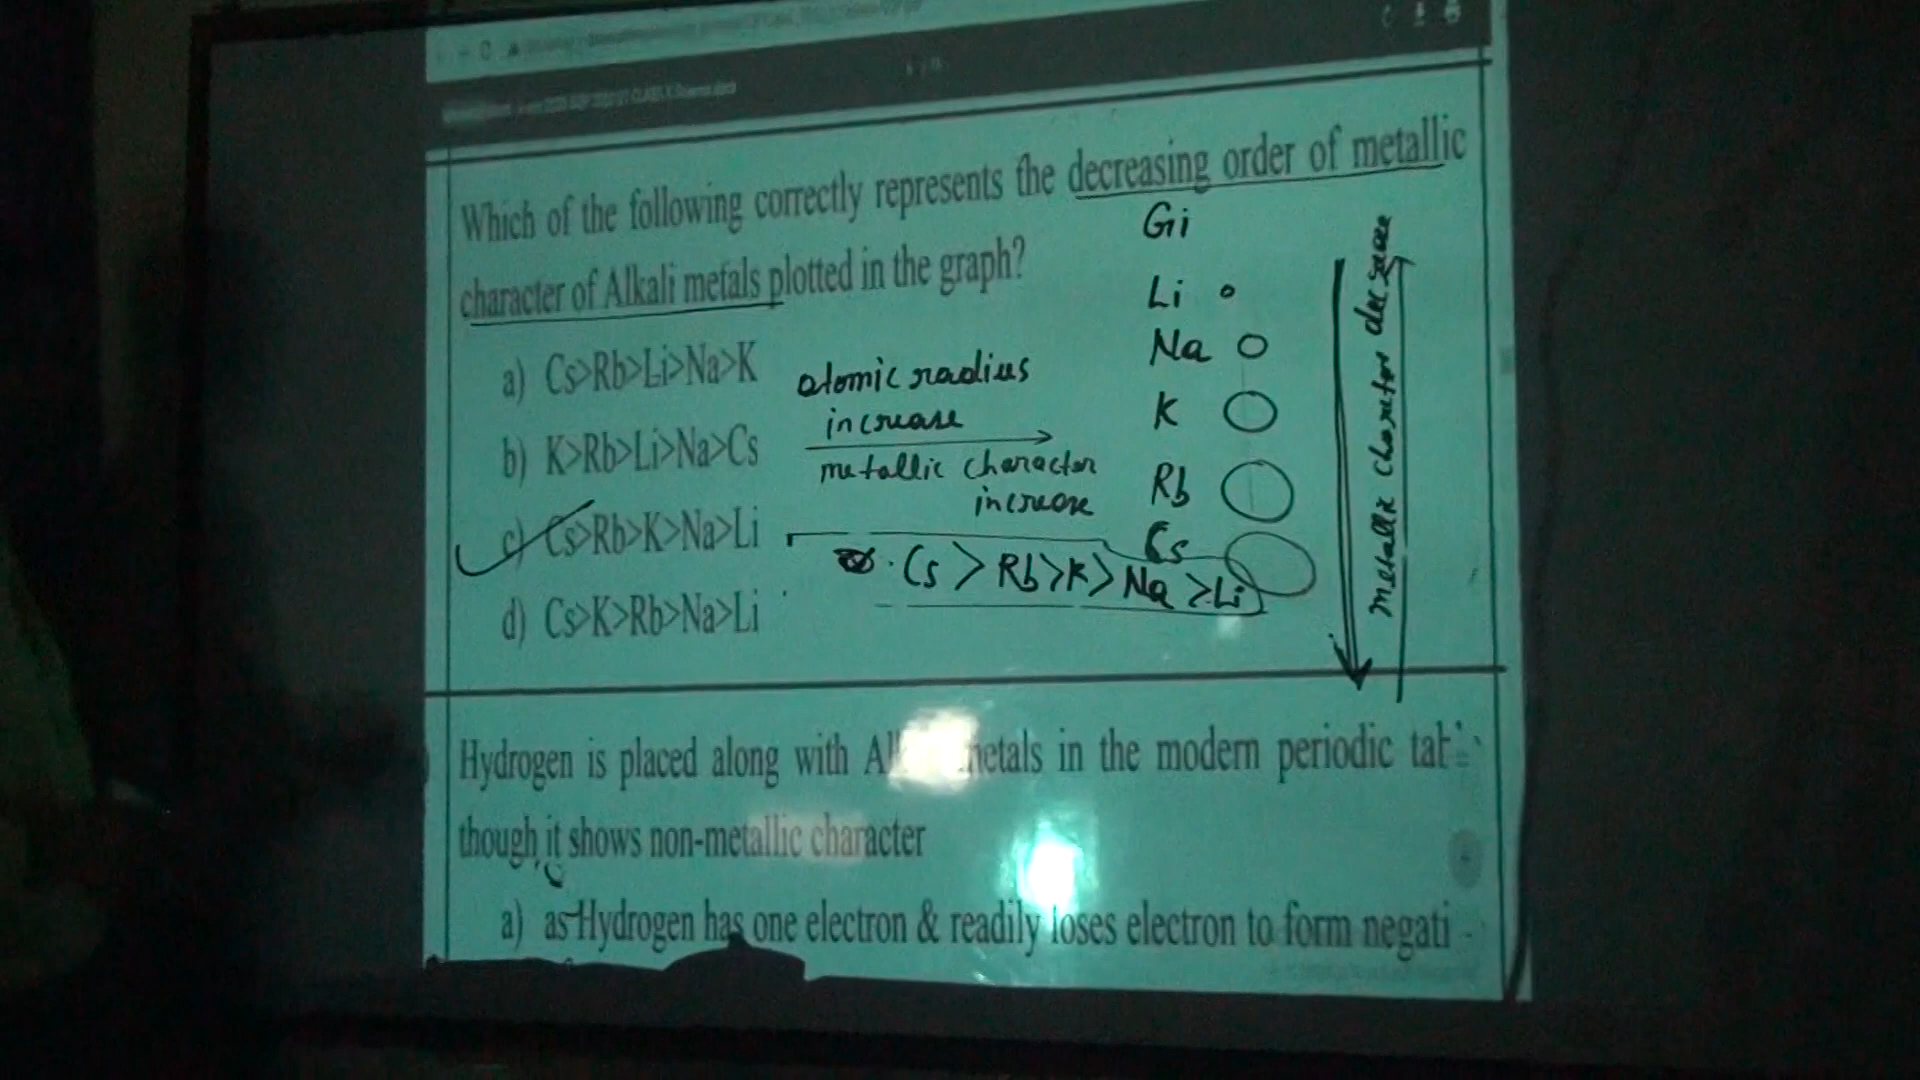 Which of the following correctly represents the decreasing order of metallic
character of Alkali metals plotted in the graph?
a) Cs>Rb>Li>Na>K
b) K>Rb>Li>Na>Cs
c) Cs>Rb>K>Na>Li
d) Cs>K>Rb>Na>Li
atomic radius
increase
metallic character
increase
Cs > Rb > K > Na > Li
Gi
Li
Na
K
Rb
Cs
metallic
Hydrogen is placed along with metals in the modern periodic
though it shows non-metallic character
a) as Hydrogen has one electron & readily loses electron to form negati